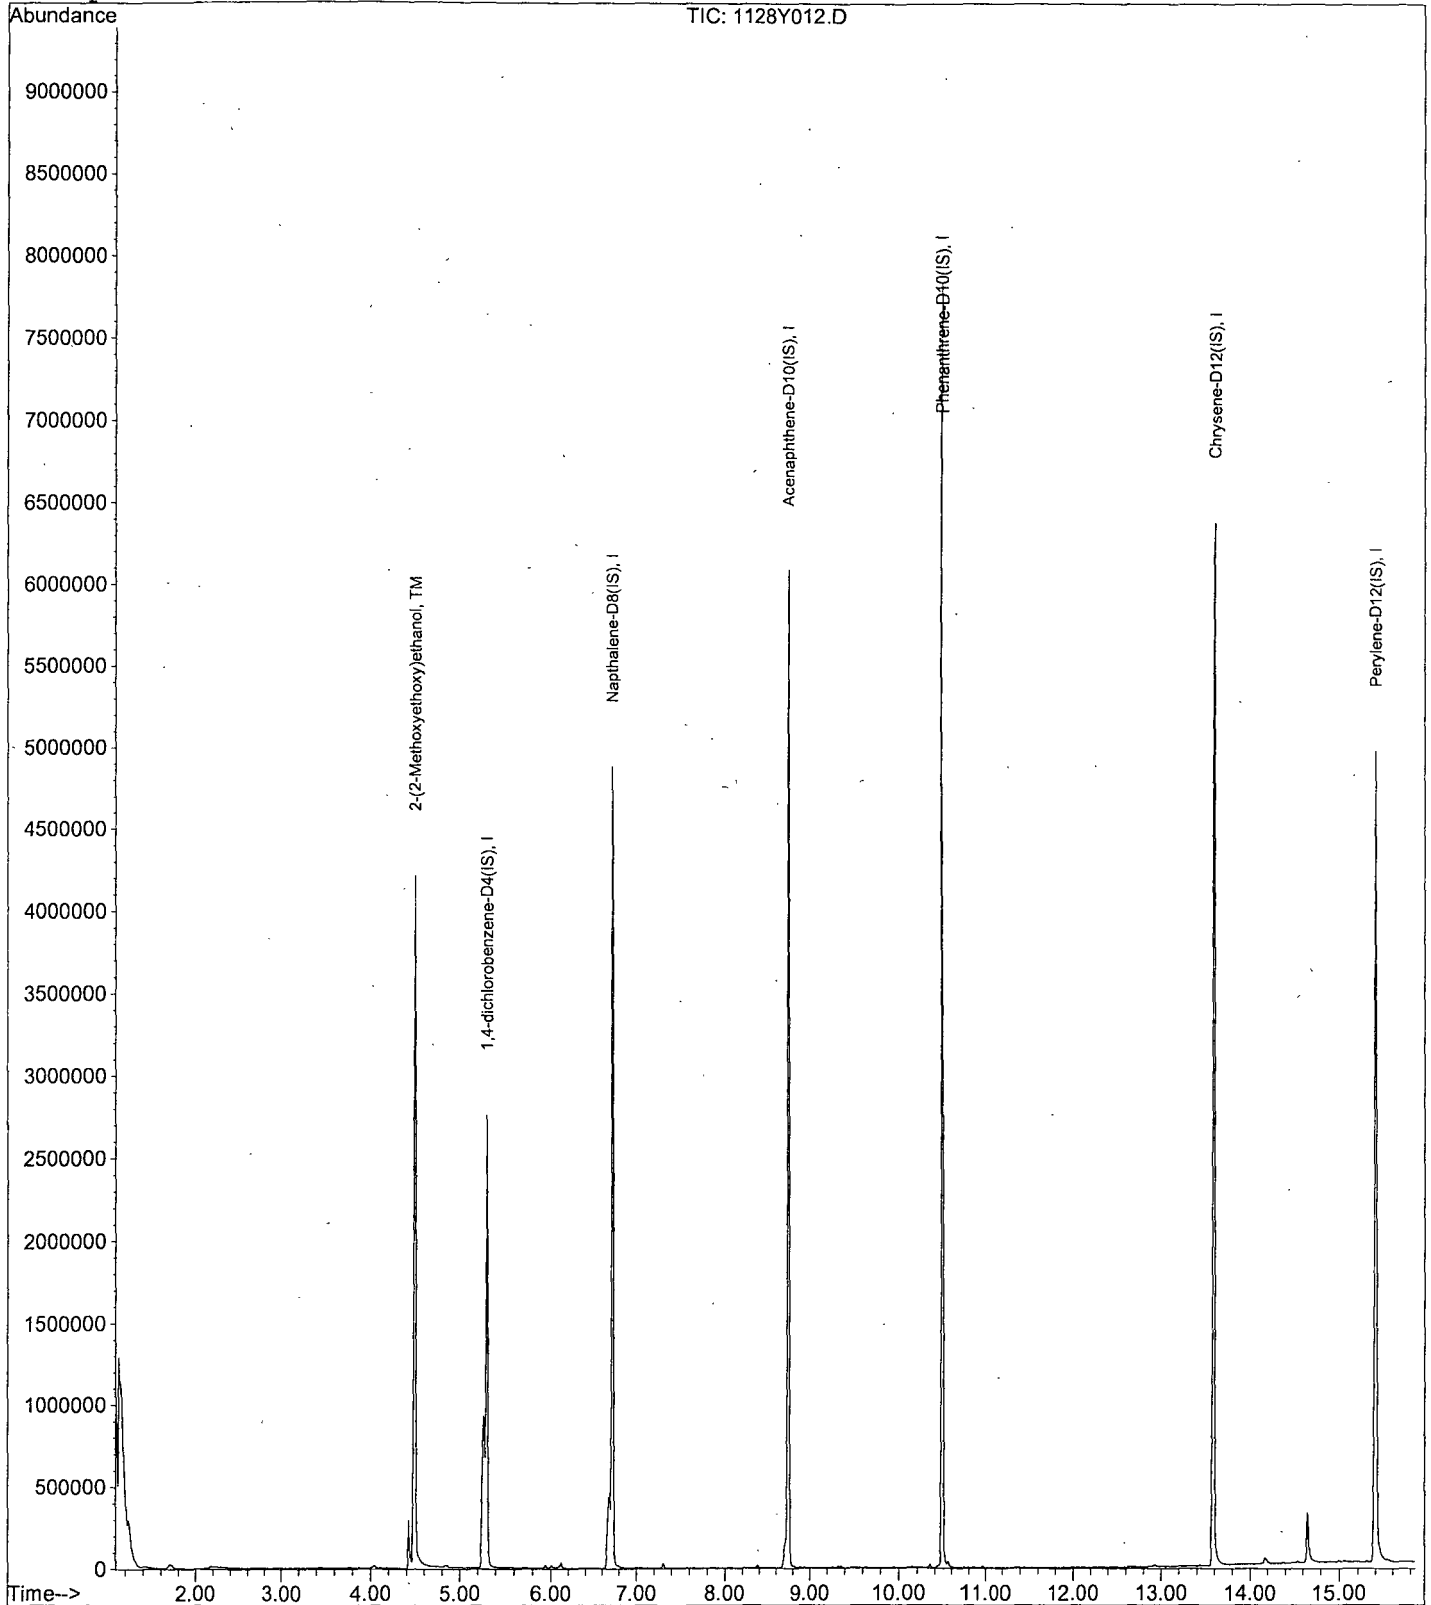 Abundance
TIC: 1128Y012.D
9000000
8500000
8000000
7500000
7000000
6500000
6000000
5500000
5000000
4500000
4000000
3500000
3000000
2500000
2000000
1500000
1000000
500000
0
2-(2-Methoxyethoxy)ethanol, TM
1,4-dichlorobenzene-D4(IS), I
Napthalene-D8(IS), I
Acenaphthene-D10(IS), I
Phenanthrene-D10(IS), I
Chrysene-D12(IS), I
Perylene-D12(IS), I
Time--> 2.00 3.00 4.00 5.00 6.00 7.00 8.00 9.00 10.00 11.00 12.00 13.00 14.00 15.00